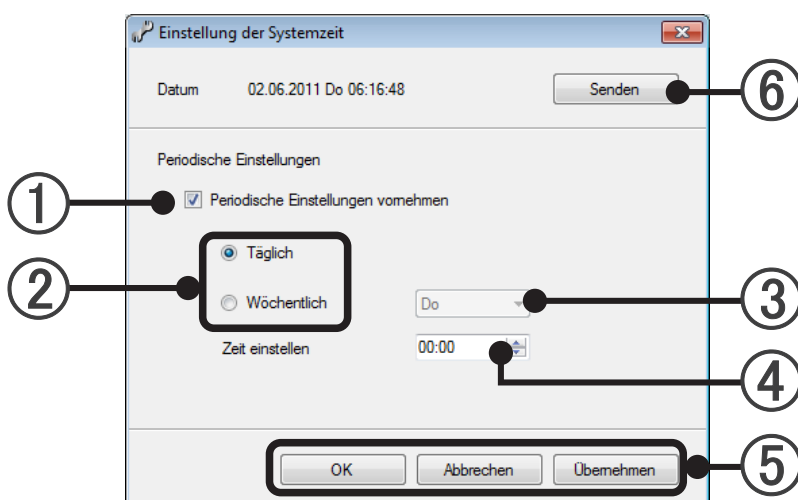 Einstellung der Systemzeit
Datum 02.06.2011 Do 06:16:48 Senden ⑥
Periodische Einstellungen
① Periodische Einstellungen vornehmen
② Täglich
Wöchentlich Do ③
Zeit einstellen 00:00 ④
OK Abbrechen Übernehmen ⑤